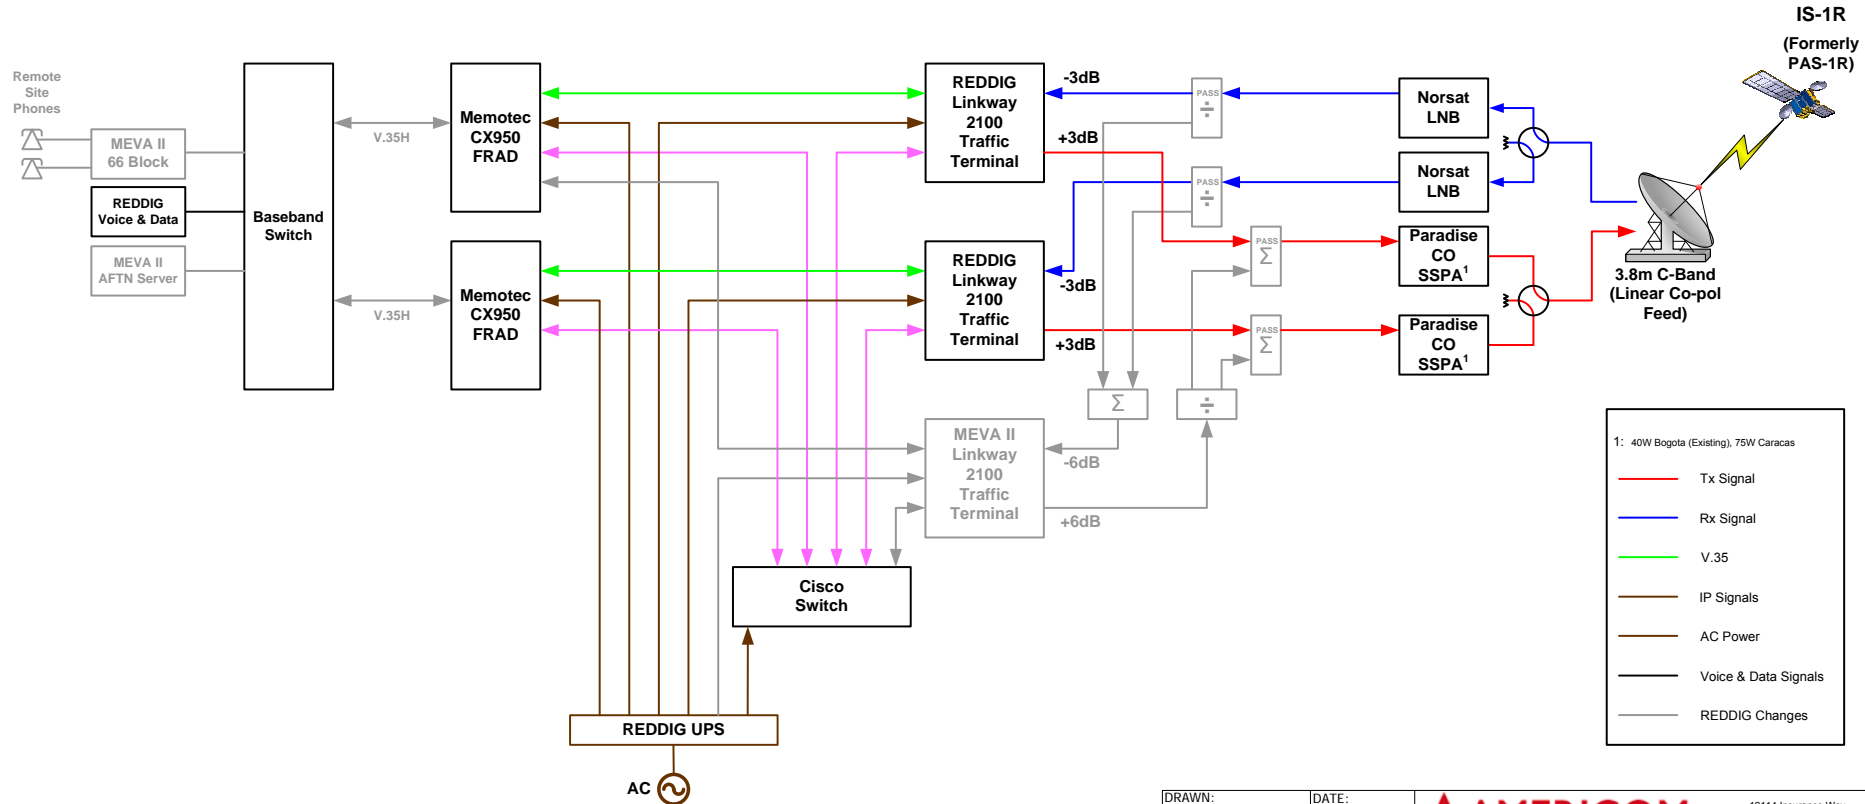 IS-1R
(Formerly
PAS-1R)
Remote
Site
Phones
MEVA II
66 Block
REDDIG
Voice & Data
MEVA II
AFTN Server
Baseband
Switch
V.35H
V.35H
Memotec
CX950
FRAD
Memotec
CX950
FRAD
REDDIG
Linkway
2100
Traffic
Terminal
-3dB
+3dB
REDDIG
Linkway
2100
Traffic
Terminal
-3dB
+3dB
MEVA II
Linkway
2100
Traffic
Terminal
-6dB
+6dB
PASS
÷
PASS
÷
PASS
Σ
PASS
Σ
Σ
÷
Norsat
LNB
Norsat
LNB
Paradise
CO
SSPA1
Paradise
CO
SSPA1
3.8m C-Band
(Linear Co-pol
Feed)
Cisco
Switch
REDDIG UPS
AC
1: 40W Bogota (Existing), 75W Caracas
Tx Signal
Rx Signal
V.35
IP Signals
AC Power
Voice & Data Signals
REDDIG Changes
DRAWN:
DATE: